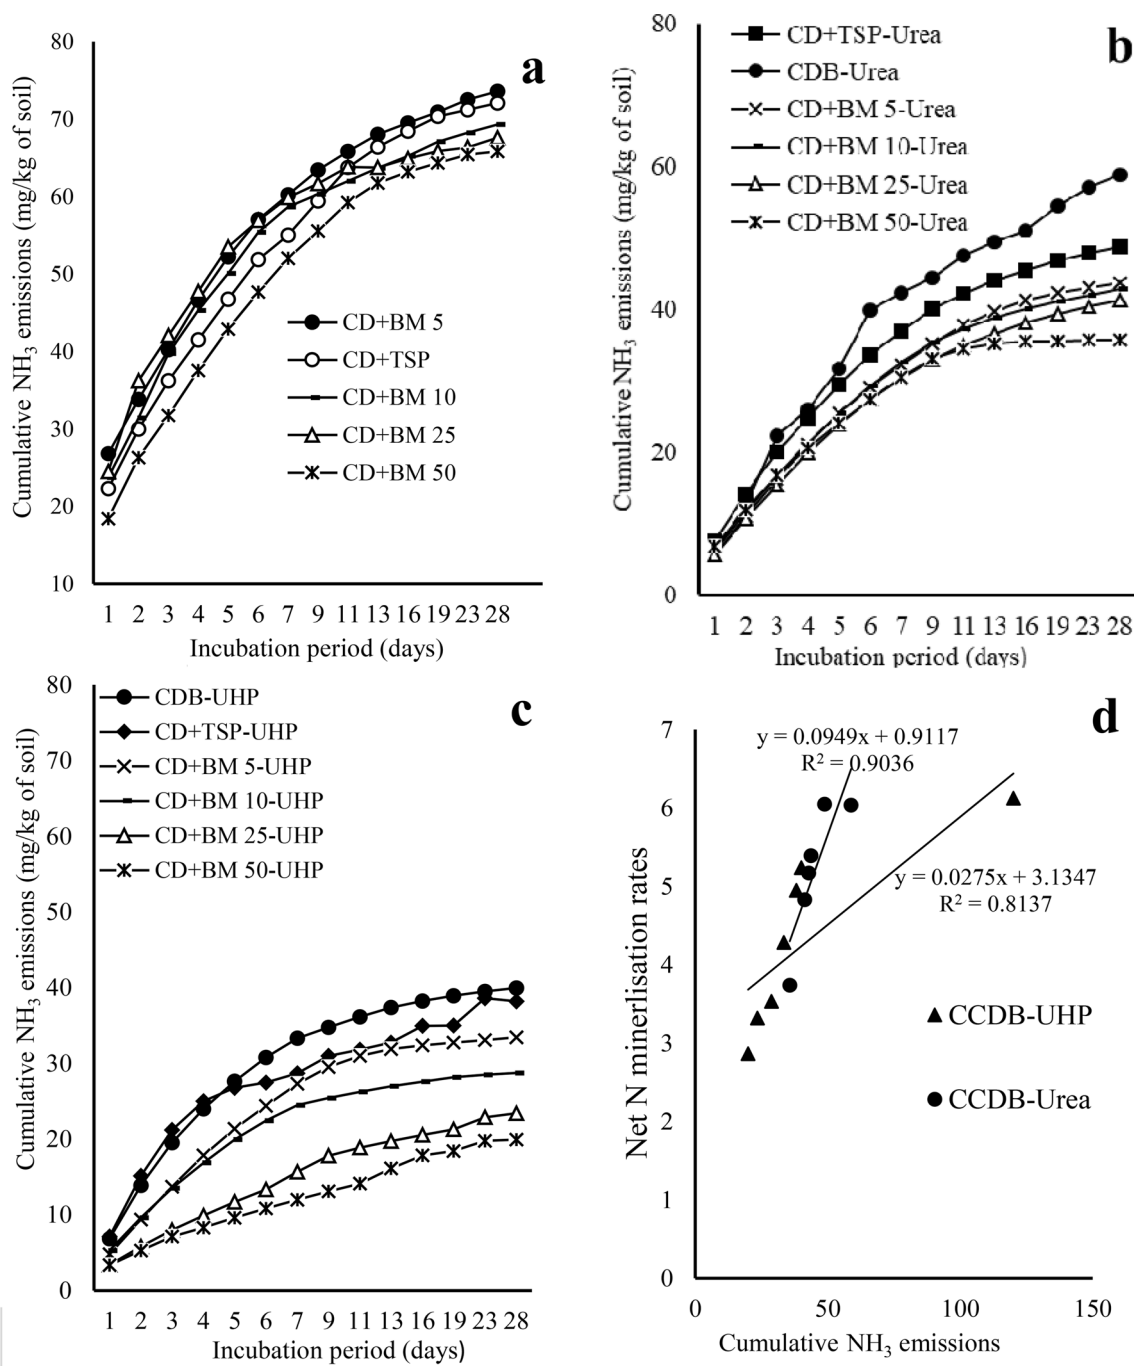 a
Cumulative NH3 emissions (mg/kg of soil)
80
70
60
50
40
30
20
10
CD+BM 5
CD+TSP
CD+BM 10
CD+BM 25
CD+BM 50
1 2 3 4 5 6 7 9 11 13 16 19 23 28
Incubation period (days)
b
Cumulative NH3 emissions (mg/kg of soil)
80
60
40
20
0
CD+TSP-Urea
CDB-Urea
CD+BM 5-Urea
CD+BM 10-Urea
CD+BM 25-Urea
CD+BM 50-Urea
1 2 3 4 5 6 7 9 11 13 16 19 23 28
Incubation period (days)
c
Cumulative NH3 emissions (mg/kg of soil)
80
70
60
50
40
30
20
10
0
CDB-UHP
CD+TSP-UHP
CD+BM 5-UHP
CD+BM 10-UHP
CD+BM 25-UHP
CD+BM 50-UHP
1 2 3 4 5 6 7 9 11 13 16 19 23 28
Incubation period (days)
d
Net N minerlisation rates
7
6
5
4
3
2
1
0
y = 0.0949x + 0.9117
R2 = 0.9036
y = 0.0275x + 3.1347
R2 = 0.8137
CCDB-UHP
CCDB-Urea
0 50 100 150
Cumulative NH3 emissions